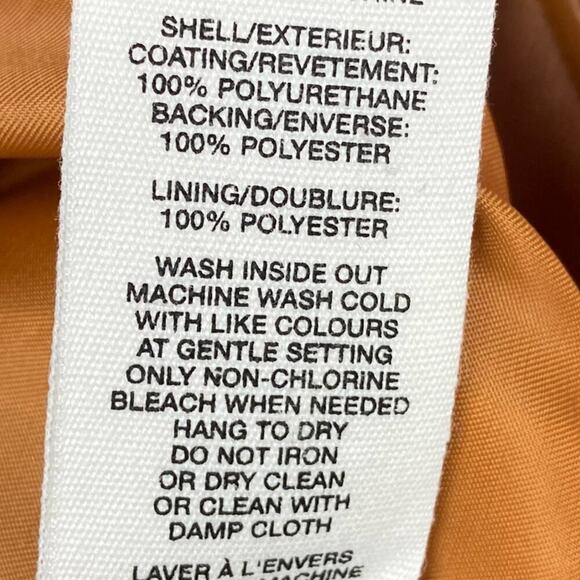 SHELL/EXTERIEUR:
COATING/REVETEMENT:
100% POLYURETHANE
BACKING/ENVERSE:
100% POLYESTER
LINING/DOUBLURE:
100% POLYESTER
WASH INSIDE OUT
MACHINE WASH COLD
WITH LIKE COLOURS
AT GENTLE SETTING
ONLY NON-CHLORINE
BLEACH WHEN NEEDED
HANG TO DRY
DO NOT IRON
OR DRY CLEAN
OR CLEAN WITH
DAMP CLOTH
LAVER À L'ENVERS
MACHINE